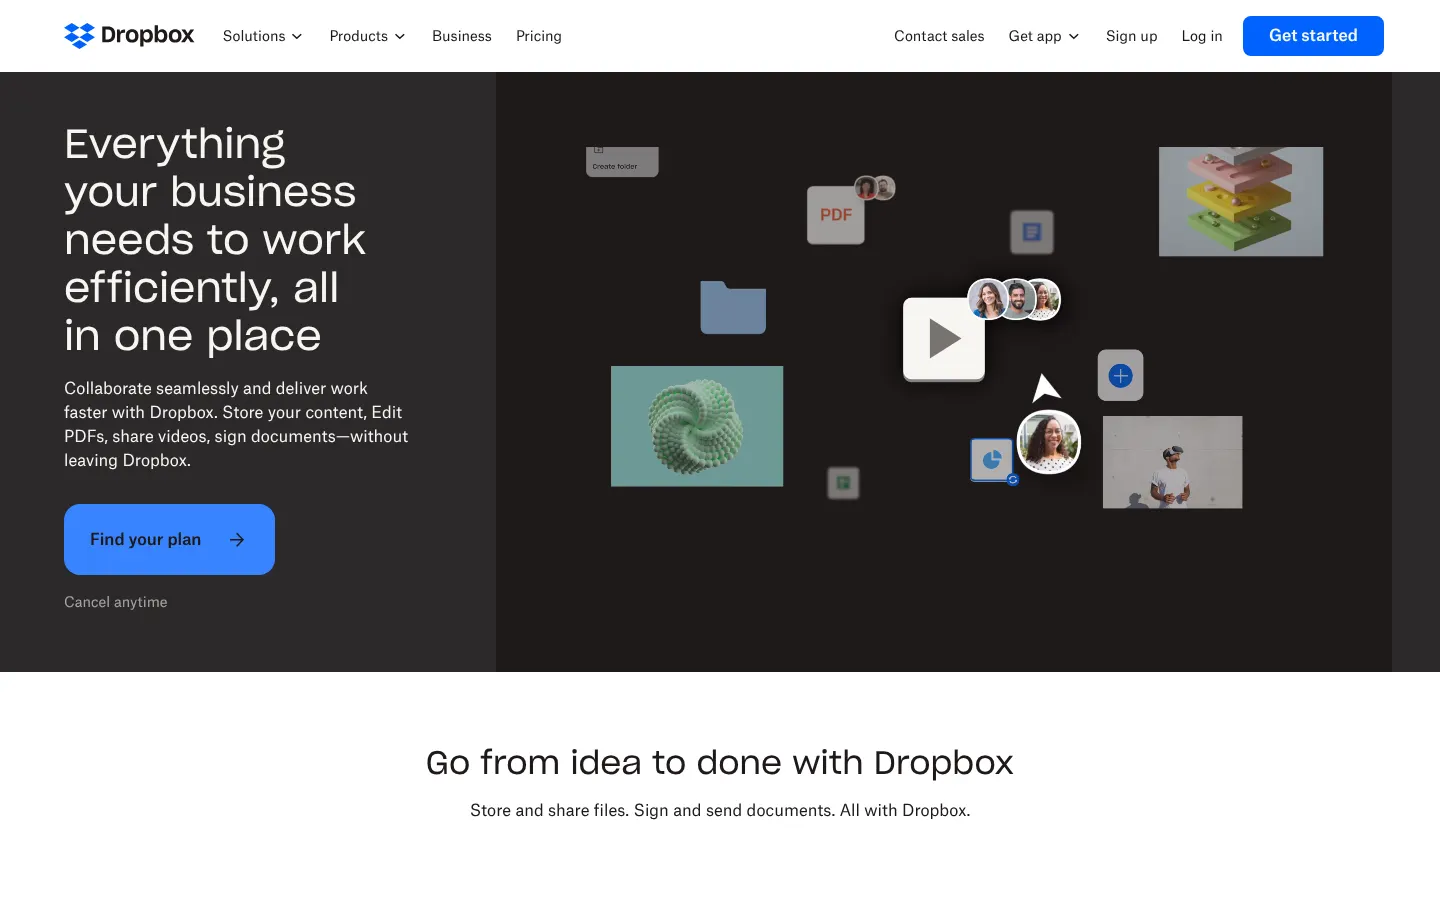 Dropbox
Solutions
Products
Business
Pricing
Contact sales
Get app
Sign up
Log in
Get started
Everything
your business
needs to work
efficiently, all
in one place
Collaborate seamlessly and deliver work
faster with Dropbox. Store your content, Edit
PDFs, share videos, sign documents—without
leaving Dropbox.
Find your plan
Cancel anytime
Create folder
PDF
Go from idea to done with Dropbox
Store and share files. Sign and send documents. All with Dropbox.